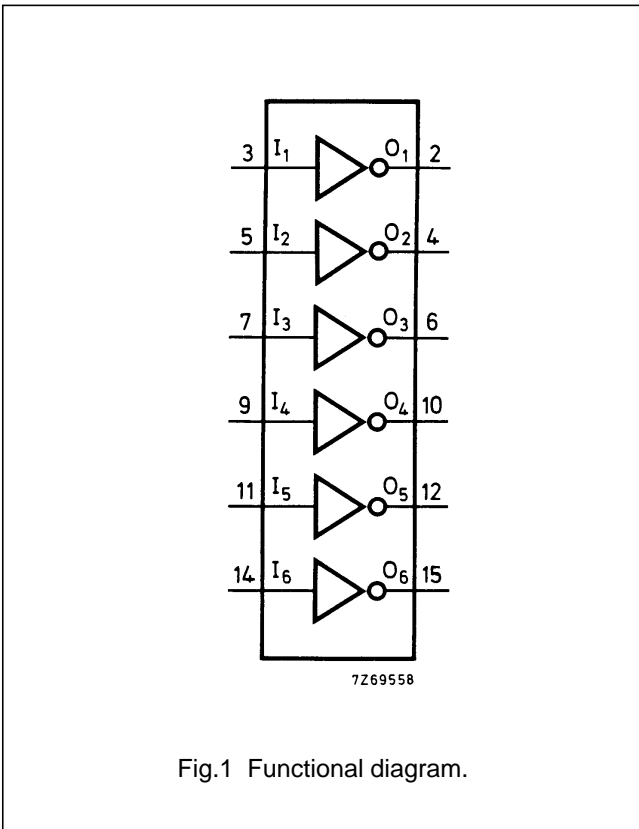 3 I₁ O₁ 2
5 I₂ O₂ 4
7 I₃ O₃ 6
9 I₄ O₄ 10
11 I₅ O₅ 12
14 I₆ O₆ 15
7Z69558
Fig.1 Functional diagram.